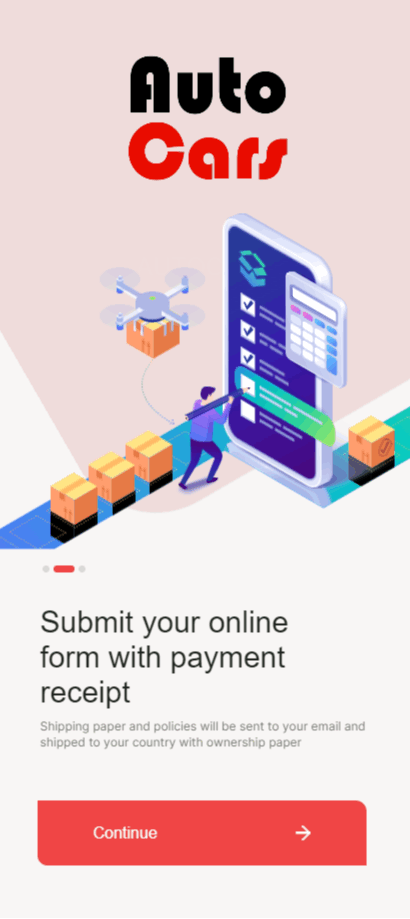 Auto
Cars
Submit your online
form with payment
receipt
Shipping paper and policies will be sent to your email and
shipped to your country with ownership paper
Continue